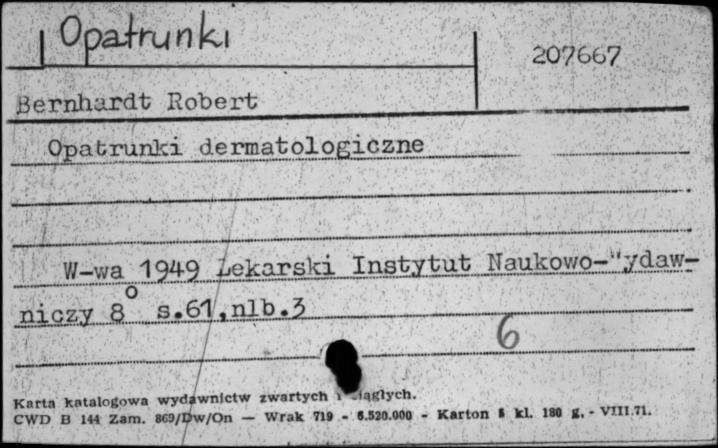 Opatrunki
207667
Bernhardt Robert
Opatrunki dermatologiczne
W-wa 1949 Lekarski Instytut Naukowo-"ydaw-
niczy 8° s.61,nlb.3
6
Karta katalogowa wydawnictw zwartych i ciągłych.
CWD B 144 Zam. 869/Dw/On — Wrak 719 - 6.520.000 - Karton 8 kl. 180 g. - VIII.71.